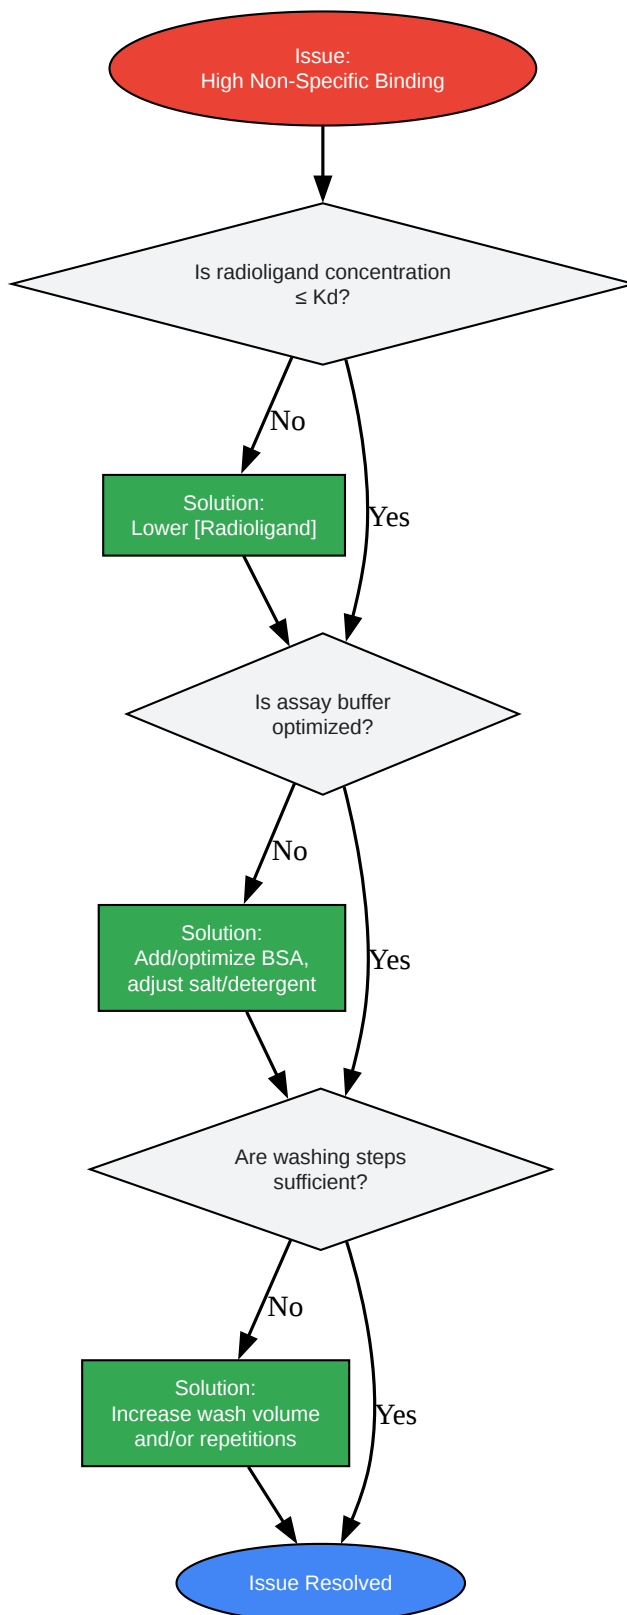 Issue:
High Non-Specific Binding
Is radioligand concentration
≤ Kd?
No
Yes
Solution:
Lower [Radioligand]
Is assay buffer
optimized?
No
Yes
Solution:
Add/optimize BSA,
adjust salt/detergent
Are washing steps
sufficient?
No
Yes
Solution:
Increase wash volume
and/or repetitions
Issue Resolved